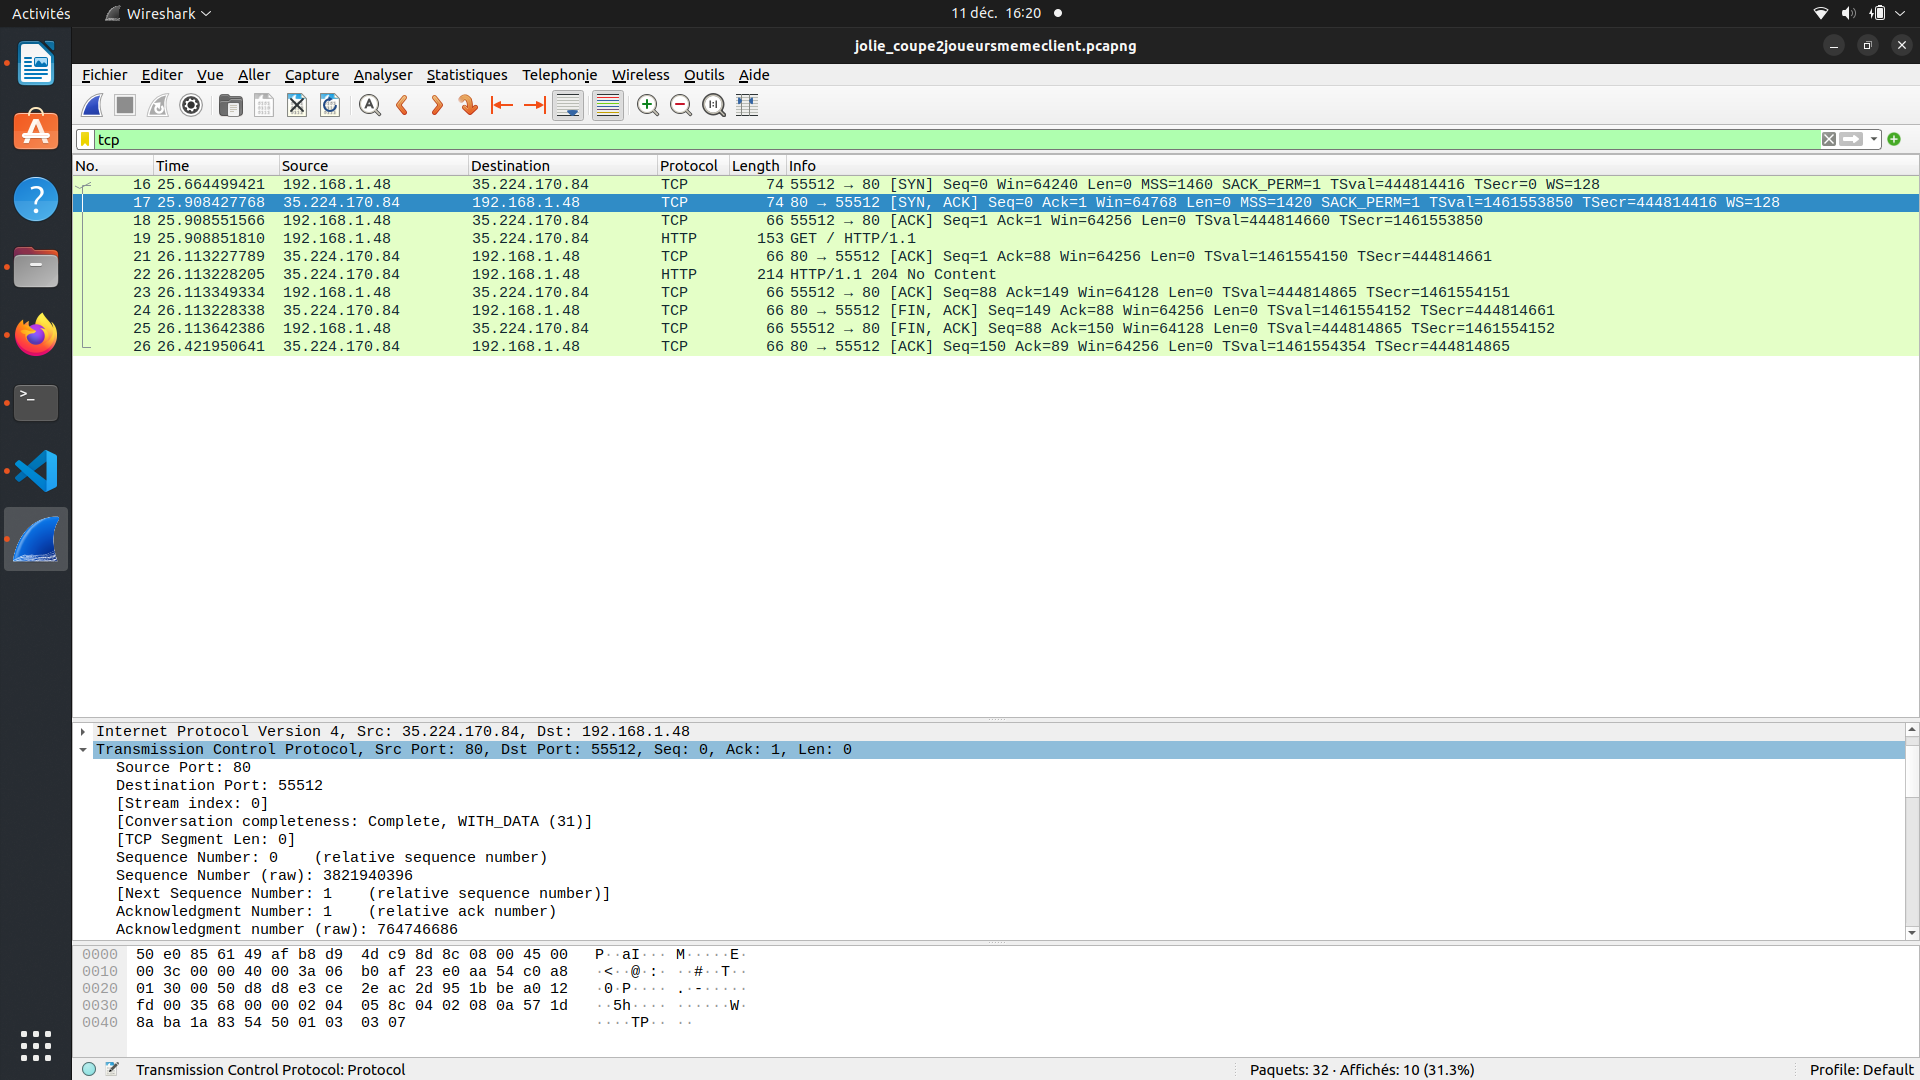 Activités Wireshark 11 déc. 16:20
jolie_coupe2joueursmemeclient.pcapng
Fichier Editer Vue Aller Capture Analyser Statistiques Telephonie Wireless Outils Aide
tcp
No. Time Source Destination Protocol Length Info
16 25.664499421 192.168.1.48 35.224.170.84 TCP 74 55512 → 80 [SYN] Seq=0 Win=64240 Len=0 MSS=1460 SACK_PERM=1 TSval=444814416 TSecr=0 WS=128
17 25.908427768 35.224.170.84 192.168.1.48 TCP 74 80 → 55512 [SYN, ACK] Seq=0 Ack=1 Win=64768 Len=0 MSS=1420 SACK_PERM=1 TSval=1461553850 TSecr=444814416 WS=128
18 25.908551566 192.168.1.48 35.224.170.84 TCP 66 55512 → 80 [ACK] Seq=1 Ack=1 Win=64256 Len=0 TSval=444814660 TSecr=1461553850
19 25.908851810 192.168.1.48 35.224.170.84 HTTP 153 GET / HTTP/1.1
21 26.113227789 35.224.170.84 192.168.1.48 TCP 66 80 → 55512 [ACK] Seq=1 Ack=88 Win=64256 Len=0 TSval=1461554150 TSecr=444814661
22 26.113228205 35.224.170.84 192.168.1.48 HTTP 214 HTTP/1.1 204 No Content
23 26.113349334 192.168.1.48 35.224.170.84 TCP 66 55512 → 80 [ACK] Seq=88 Ack=149 Win=64128 Len=0 TSval=444814865 TSecr=1461554151
24 26.113228338 35.224.170.84 192.168.1.48 TCP 66 80 → 55512 [FIN, ACK] Seq=149 Ack=88 Win=64256 Len=0 TSval=1461554152 TSecr=444814661
25 26.113642386 192.168.1.48 35.224.170.84 TCP 66 55512 → 80 [FIN, ACK] Seq=88 Ack=150 Win=64128 Len=0 TSval=444814865 TSecr=1461554152
26 26.421950641 35.224.170.84 192.168.1.48 TCP 66 80 → 55512 [ACK] Seq=150 Ack=89 Win=64256 Len=0 TSval=1461554354 TSecr=444814865
Internet Protocol Version 4, Src: 35.224.170.84, Dst: 192.168.1.48
Transmission Control Protocol, Src Port: 80, Dst Port: 55512, Seq: 0, Ack: 1, Len: 0
Source Port: 80
Destination Port: 55512
[Stream index: 0]
[Conversation completeness: Complete, WITH_DATA (31)]
[TCP Segment Len: 0]
Sequence Number: 0 (relative sequence number)
Sequence Number (raw): 3821940396
[Next Sequence Number: 1 (relative sequence number)]
Acknowledgment Number: 1 (relative ack number)
Acknowledgment number (raw): 764746686
0000 50 e0 85 61 49 af b8 d9 4d c9 8d 8c 08 00 45 00 P··aI··· M·····E·
0010 00 3c 00 00 40 00 3a 06 b0 af 23 e0 aa 54 c0 a8 ·<··@·:· ··#··T··
0020 01 30 00 50 d8 d8 e3 ce 2e ac 2d 95 1b be a0 12 ·0·P···· .·-·····
0030 fd 00 35 68 00 00 02 04 05 8c 04 02 08 0a 57 1d ··5h···· ······W·
0040 8a ba 1a 83 54 50 01 03 03 07 ····TP·· ··
Transmission Control Protocol: Protocol Paquets: 32 · Affichés: 10 (31.3%) Profile: Default